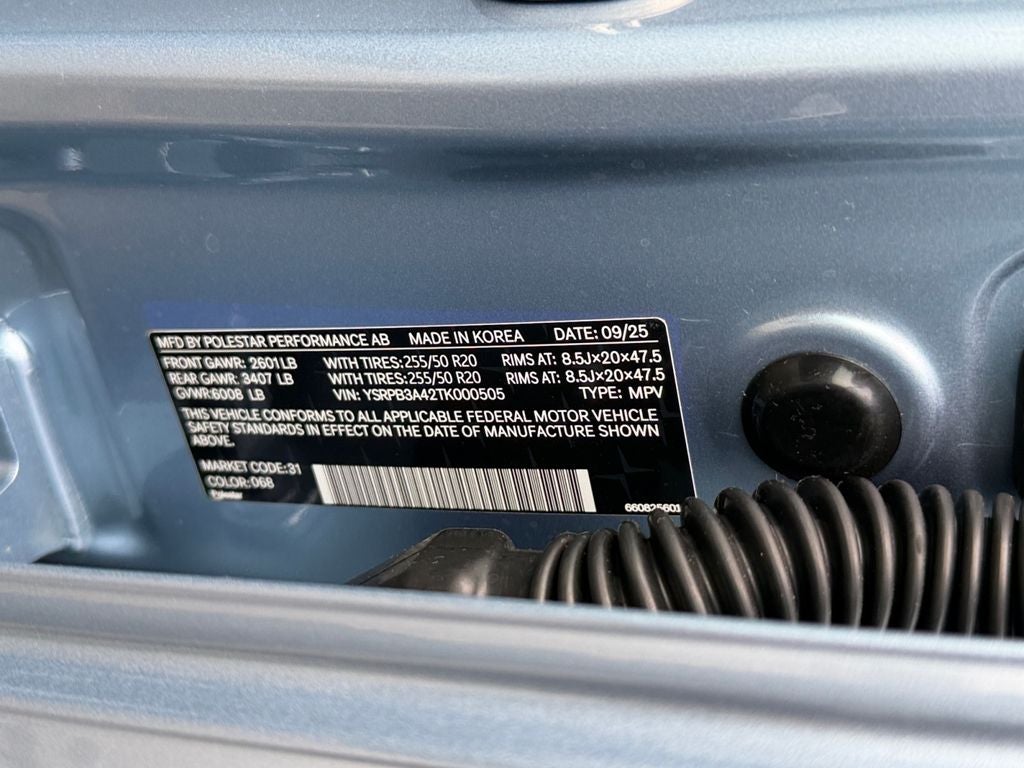 MFD BY POLESTAR PERFORMANCE AB MADE IN KOREA DATE: 09/25
FRONT GAWR: 2601 LB WITH TIRES: 255/50 R20 RIMS AT: 8.5J×20×47.5
REAR GAWR: 3407 LB WITH TIRES: 255/50 R20 RIMS AT: 8.5J×20×47.5
GVWR: 6008 LB VIN: YSRPB3A42TK000505 TYPE: MPV
THIS VEHICLE CONFORMS TO ALL APPLICABLE FEDERAL MOTOR VEHICLE
SAFETY STANDARDS IN EFFECT ON THE DATE OF MANUFACTURE SHOWN
ABOVE.
MARKET CODE: 31
COLOR: 068
Polestar
660825601